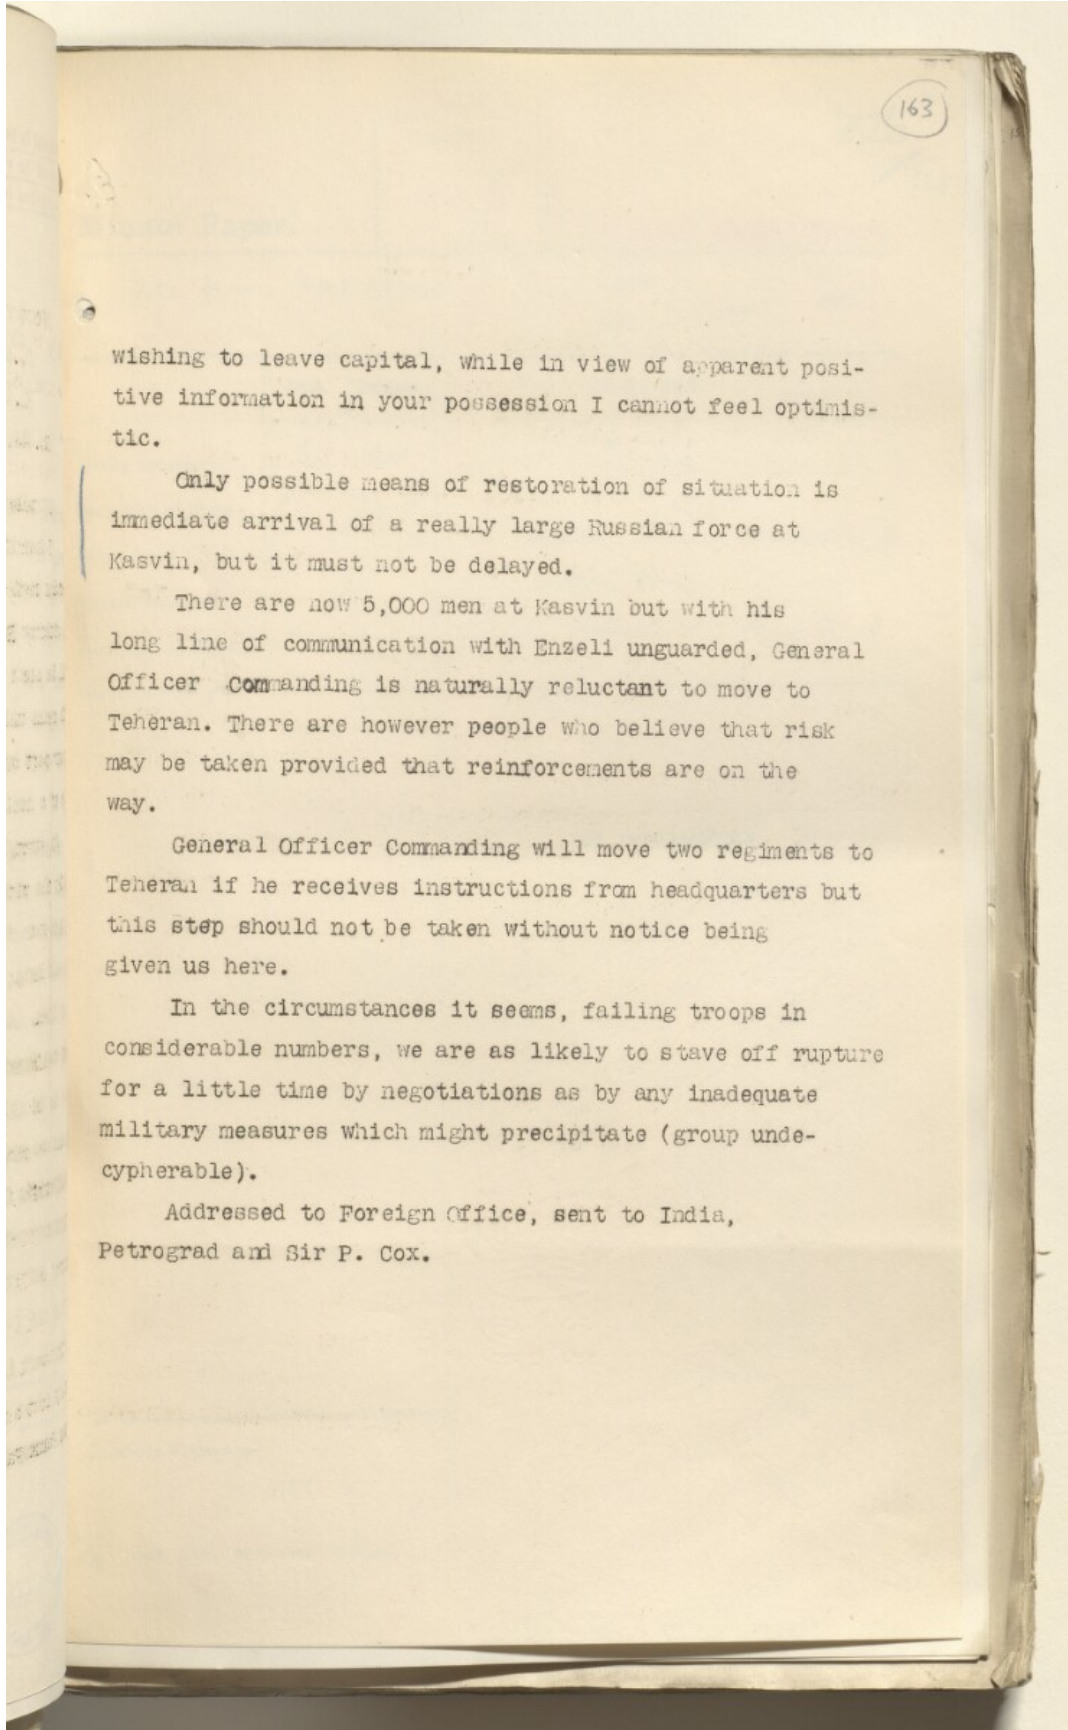 163
wishing to leave capital, while in view of apparent posi-
tive information in your possession I cannot feel optimis-
tic.
Only possible means of restoration of situation is
immediate arrival of a really large Russian force at
Kasvin, but it must not be delayed.
There are now 5,000 men at Kasvin but with his
long line of communication with Enzeli unguarded, General
Officer Commanding is naturally reluctant to move to
Teheran. There are however people who believe that risk
may be taken provided that reinforcements are on the
way.
General Officer Commanding will move two regiments to
Teheran if he receives instructions from headquarters but
this step should not be taken without notice being
given us here.
In the circumstances it seems, failing troops in
considerable numbers, we are as likely to stave off rupture
for a little time by negotiations as by any inadequate
military measures which might precipitate (group unde-
cypherable).
Addressed to Foreign Office, sent to India,
Petrograd and Sir P. Cox.